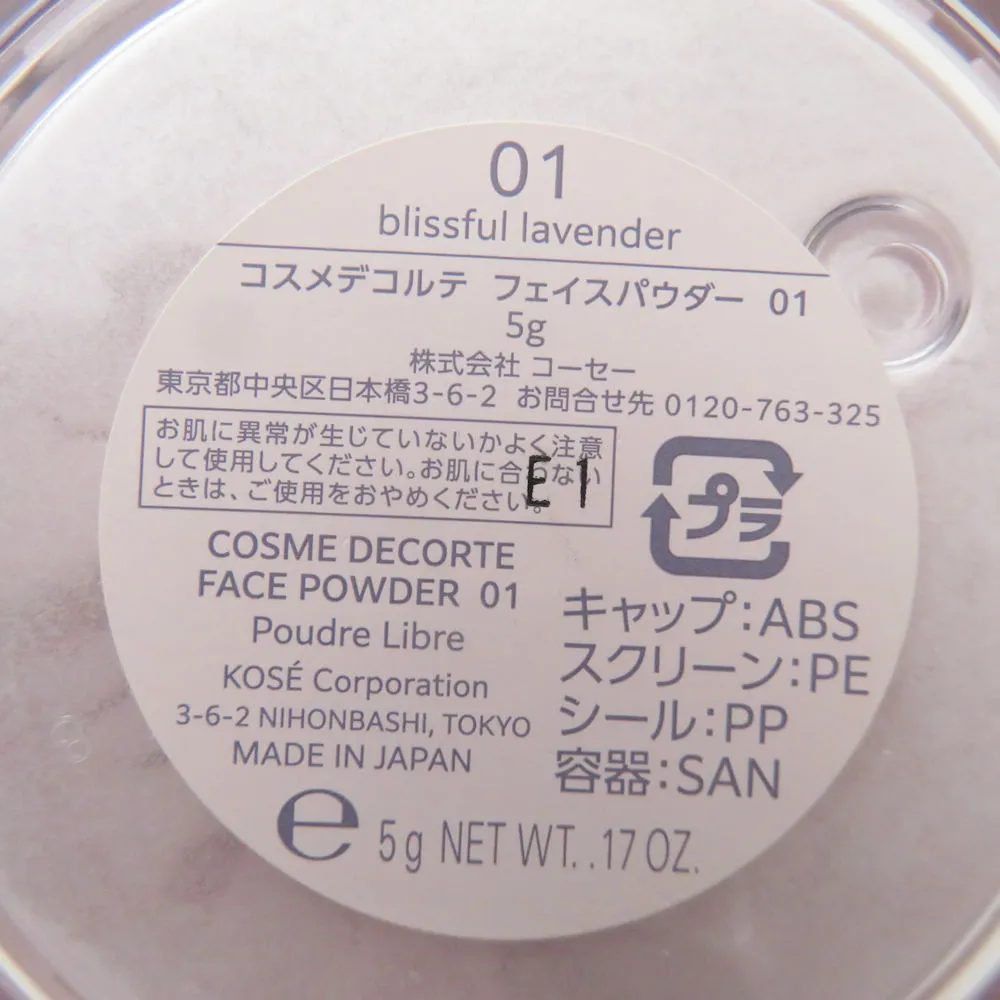 01
blissful lavender
コスメデコルテ フェイスパウダー 01
5g
株式会社 コーセー
東京都中央区日本橋3-6-2 お問合せ先 0120-763-325
お肌に異常が生じていないかよく注意
して使用してください。お肌に合わない
ときは、ご使用をおやめください。
E1
プラ
COSME DECORTE
FACE POWDER 01
Poudre Libre
KOSÉ Corporation
3-6-2 NIHONBASHI, TOKYO
MADE IN JAPAN
キャップ:ABS
スクリーン:PE
シール:PP
容器:SAN
e 5g NET WT. .17 OZ.